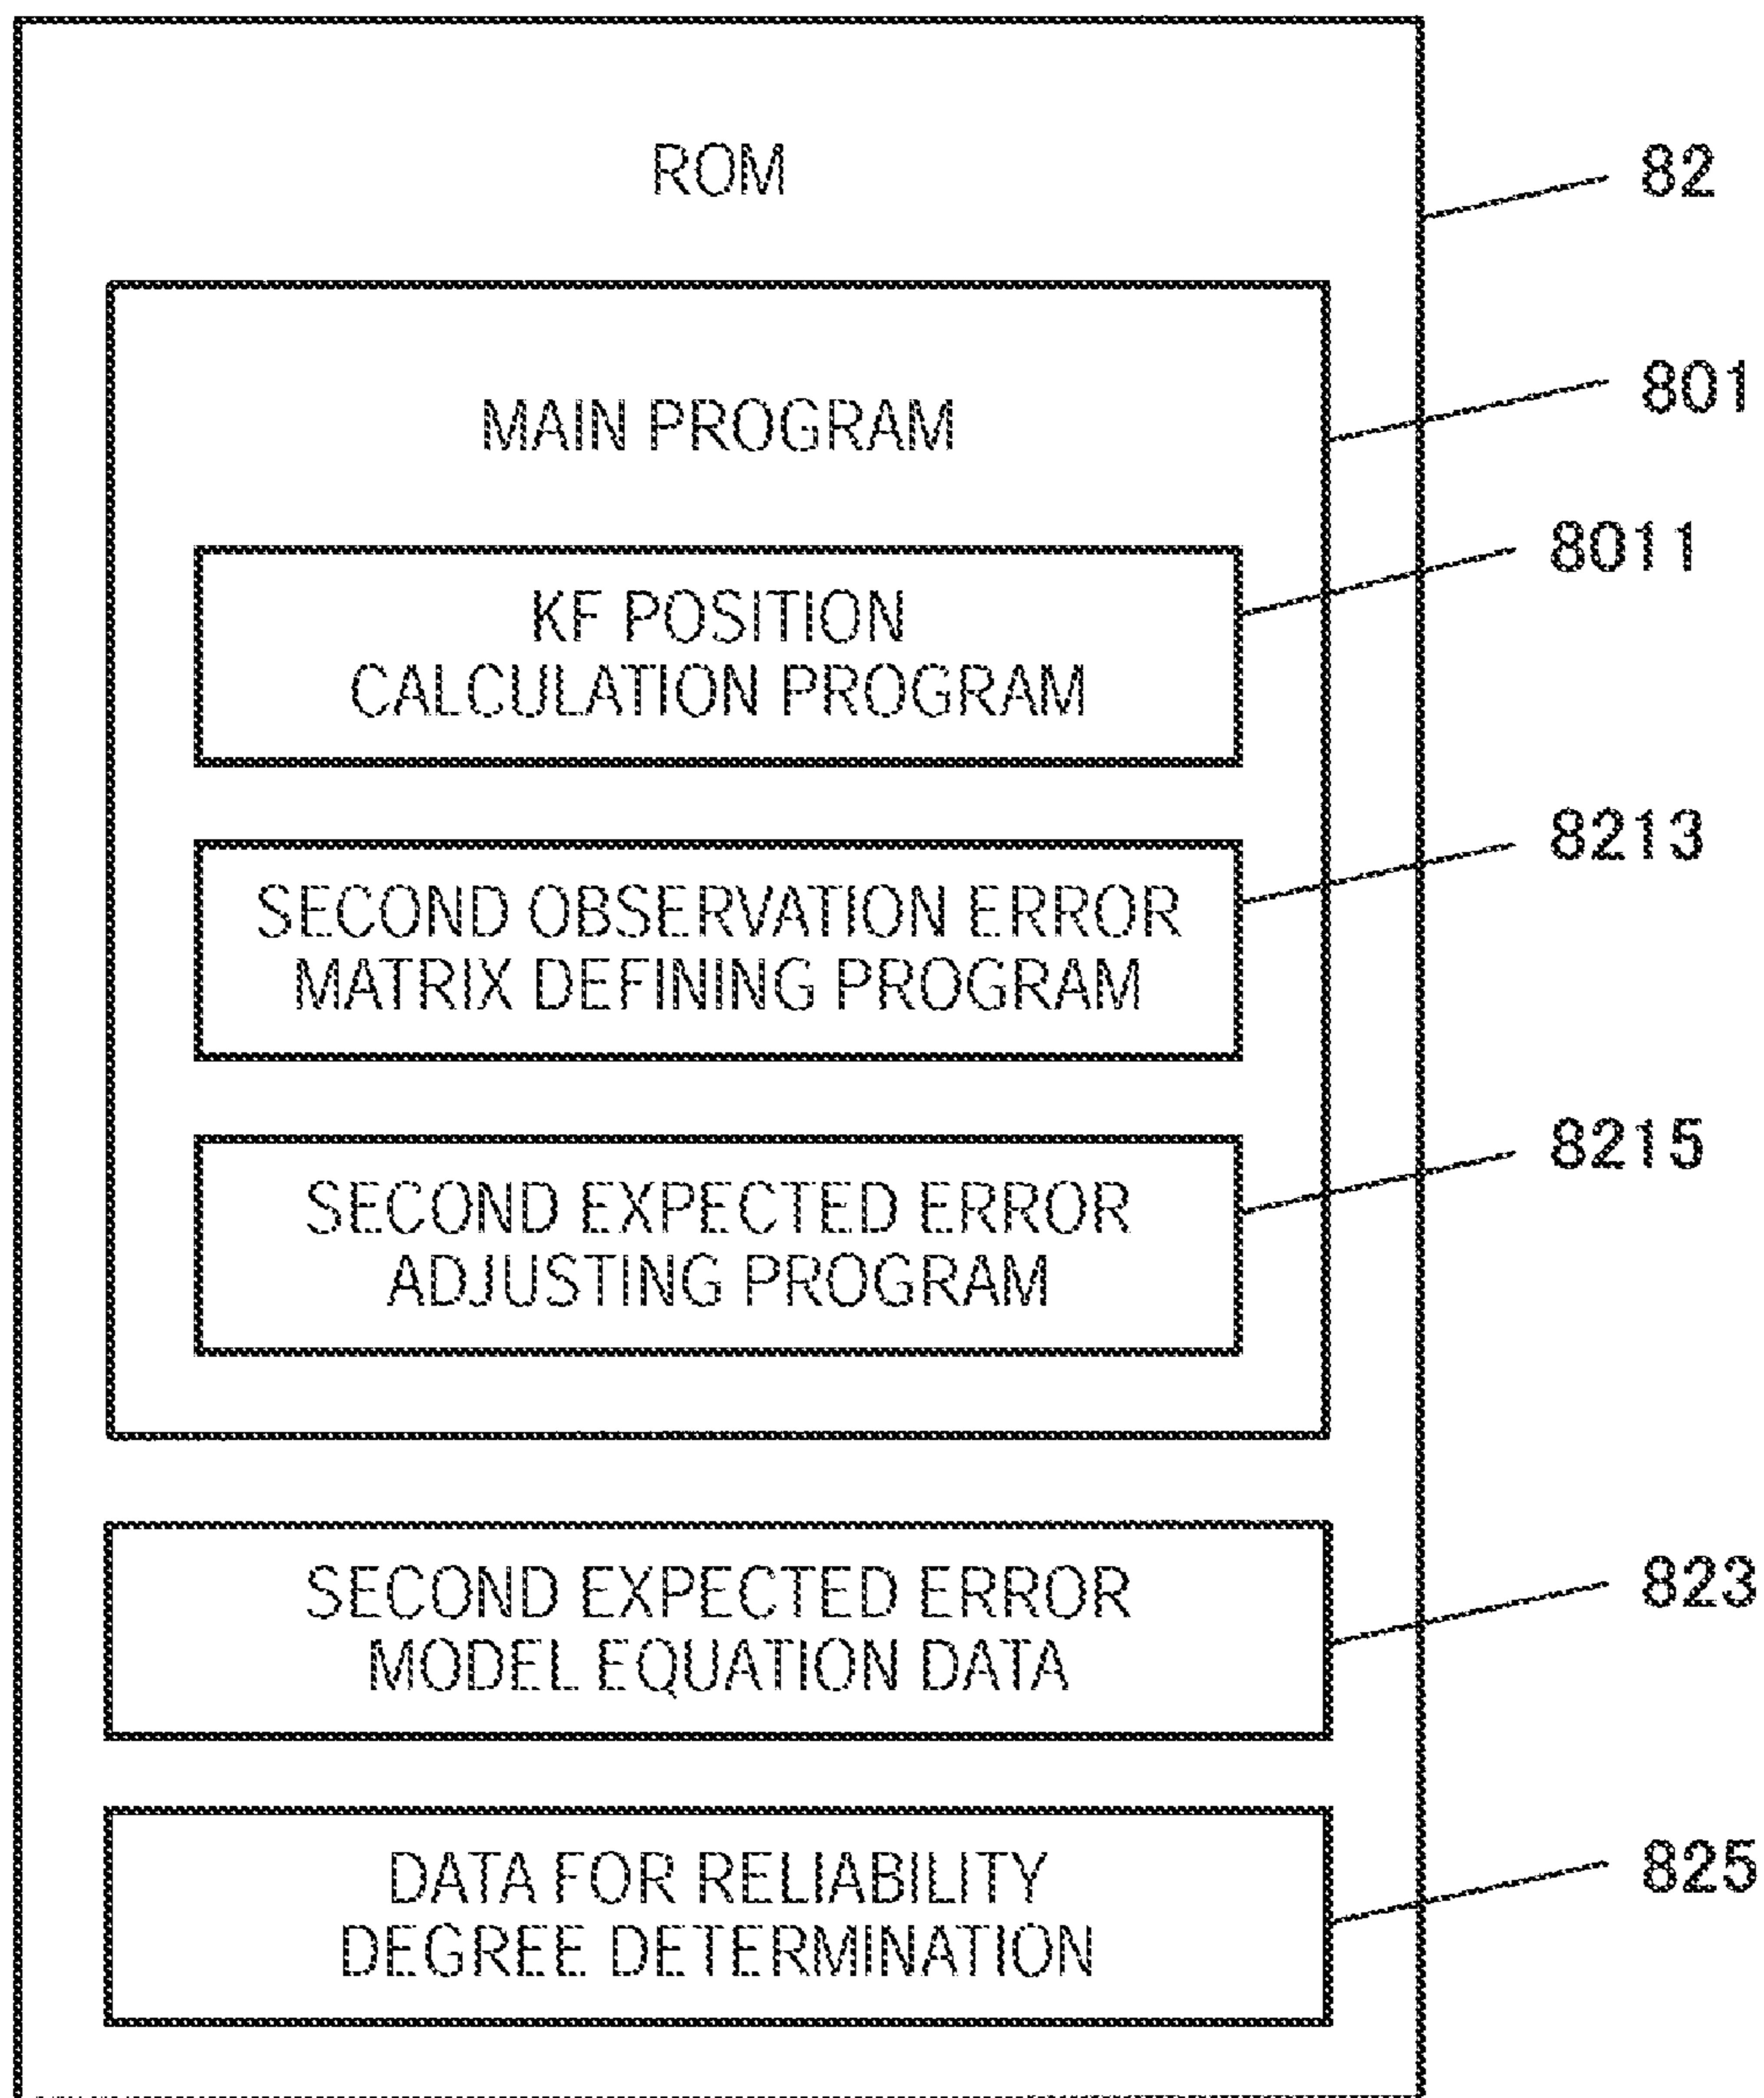 ROM
82
MAIN PROGRAM
801
KF POSITION
CALCULATION PROGRAM
8011
SECOND OBSERVATION ERROR
MATRIX DEFINING PROGRAM
8213
SECOND EXPECTED ERROR
ADJUSTING PROGRAM
8215
SECOND EXPECTED ERROR
MODEL EQUATION DATA
823
DATA FOR RELIABILITY
DEGREE DETERMINATION
825